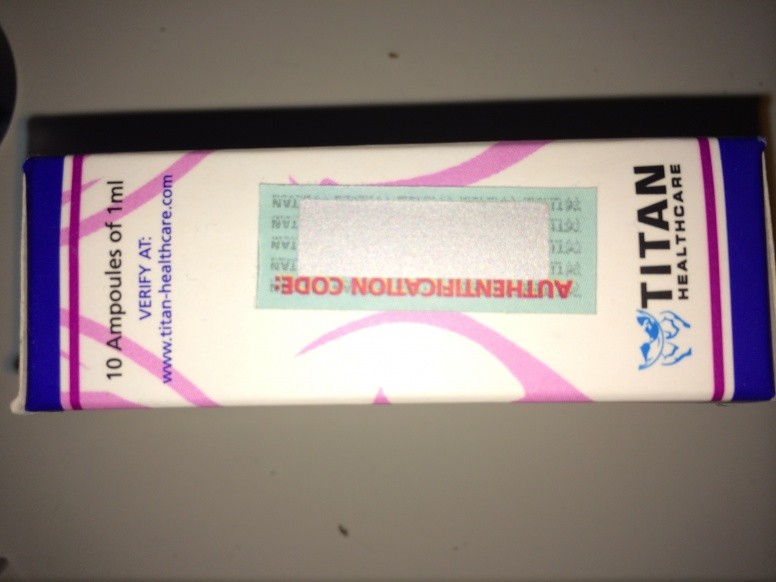 10 Ampoules of 1ml
VERIFY AT:
www.titan-healthcare.com
AUTHENTIFICATION CODE:
TITAN
HEALTHCARE